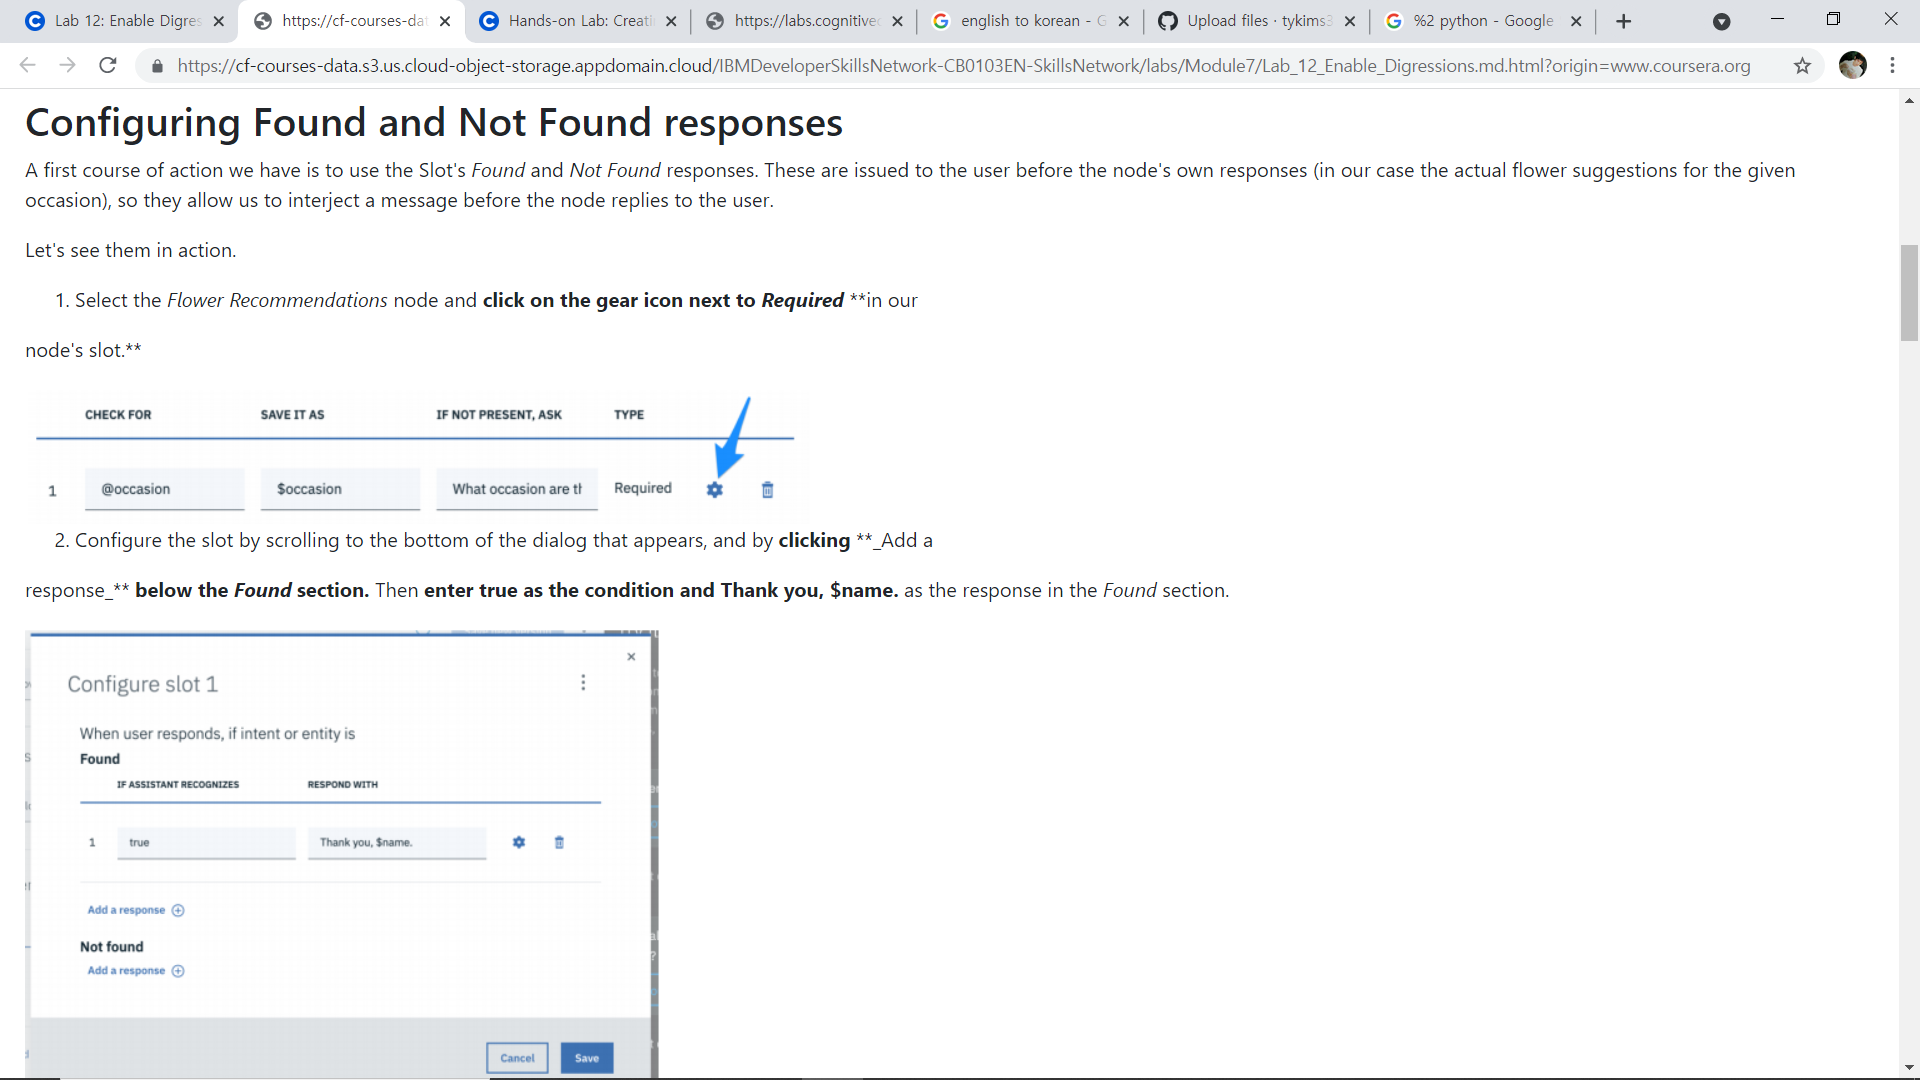 Lab 12: Enable Digres
https://cf-courses-dat
Hands-on Lab: Creati
https://labs.cognitivec
english to korean - G
Upload files · tykims3
%2 python - Google
https://cf-courses-data.s3.us.cloud-object-storage.appdomain.cloud/IBMDeveloperSkillsNetwork-CB0103EN-SkillsNetwork/labs/Module7/Lab_12_Enable_Digressions.md.html?origin=www.coursera.org
Configuring Found and Not Found responses
A first course of action we have is to use the Slot's Found and Not Found responses. These are issued to the user before the node's own responses (in our case the actual flower suggestions for the given
occasion), so they allow us to interject a message before the node replies to the user.
Let's see them in action.
1. Select the Flower Recommendations node and click on the gear icon next to Required **in our
node's slot.**
CHECK FOR SAVE IT AS IF NOT PRESENT, ASK TYPE
1 @occasion $occasion What occasion are th Required
2. Configure the slot by scrolling to the bottom of the dialog that appears, and by clicking **_Add a
response_** below the Found section. Then enter true as the condition and Thank you, $name. as the response in the Found section.
Configure slot 1
When user responds, if intent or entity is
Found
IF ASSISTANT RECOGNIZES RESPOND WITH
1 true Thank you, $name.
Add a response
Not found
Add a response
Cancel Save